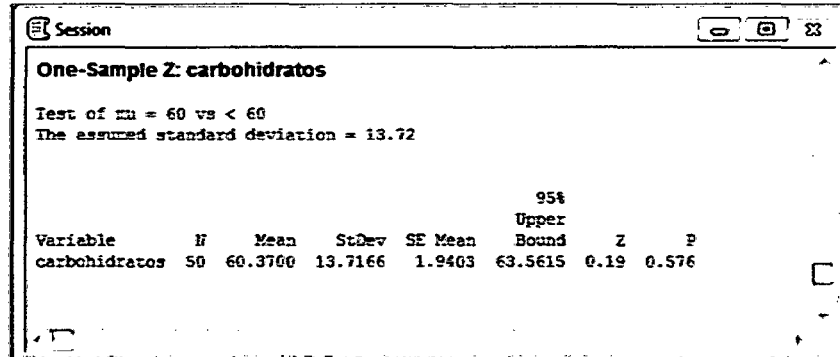 Session
One-Sample Z: carbohidratos
Test of mu = 60 vs < 60
The assumed standard deviation = 13.72
95%
Upper
Variable N Mean StDev SE Mean Bound Z P
carbohidratos 50 60.3700 13.7166 1.9403 63.5615 0.19 0.576